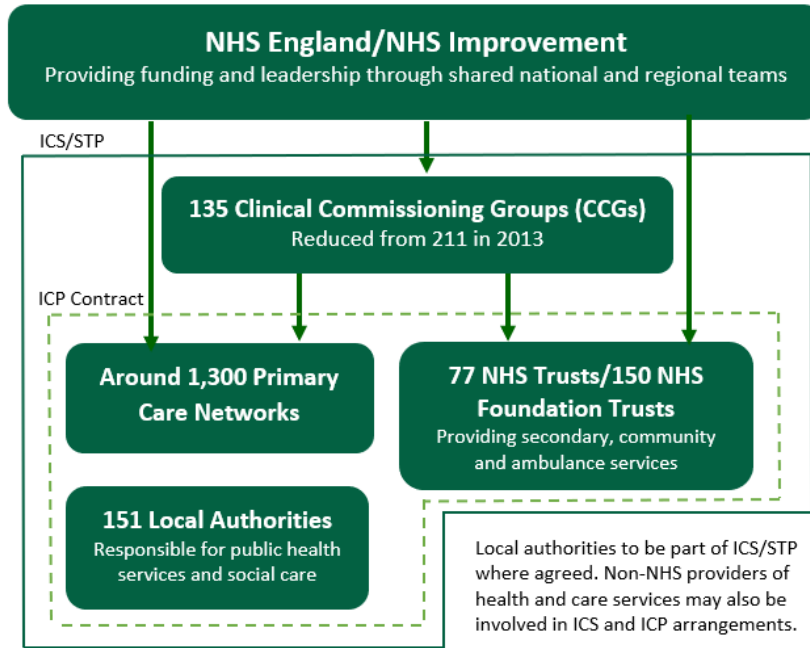 NHS England/NHS Improvement
Providing funding and leadership through shared national and regional teams
ICS/STP
135 Clinical Commissioning Groups (CCGs)
Reduced from 211 in 2013
ICP Contract
Around 1,300 Primary
Care Networks
77 NHS Trusts/150 NHS
Foundation Trusts
Providing secondary, community
and ambulance services
151 Local Authorities
Responsible for public health
services and social care
Local authorities to be part of ICS/STP
where agreed. Non-NHS providers of
health and care services may also be
involved in ICS and ICP arrangements.